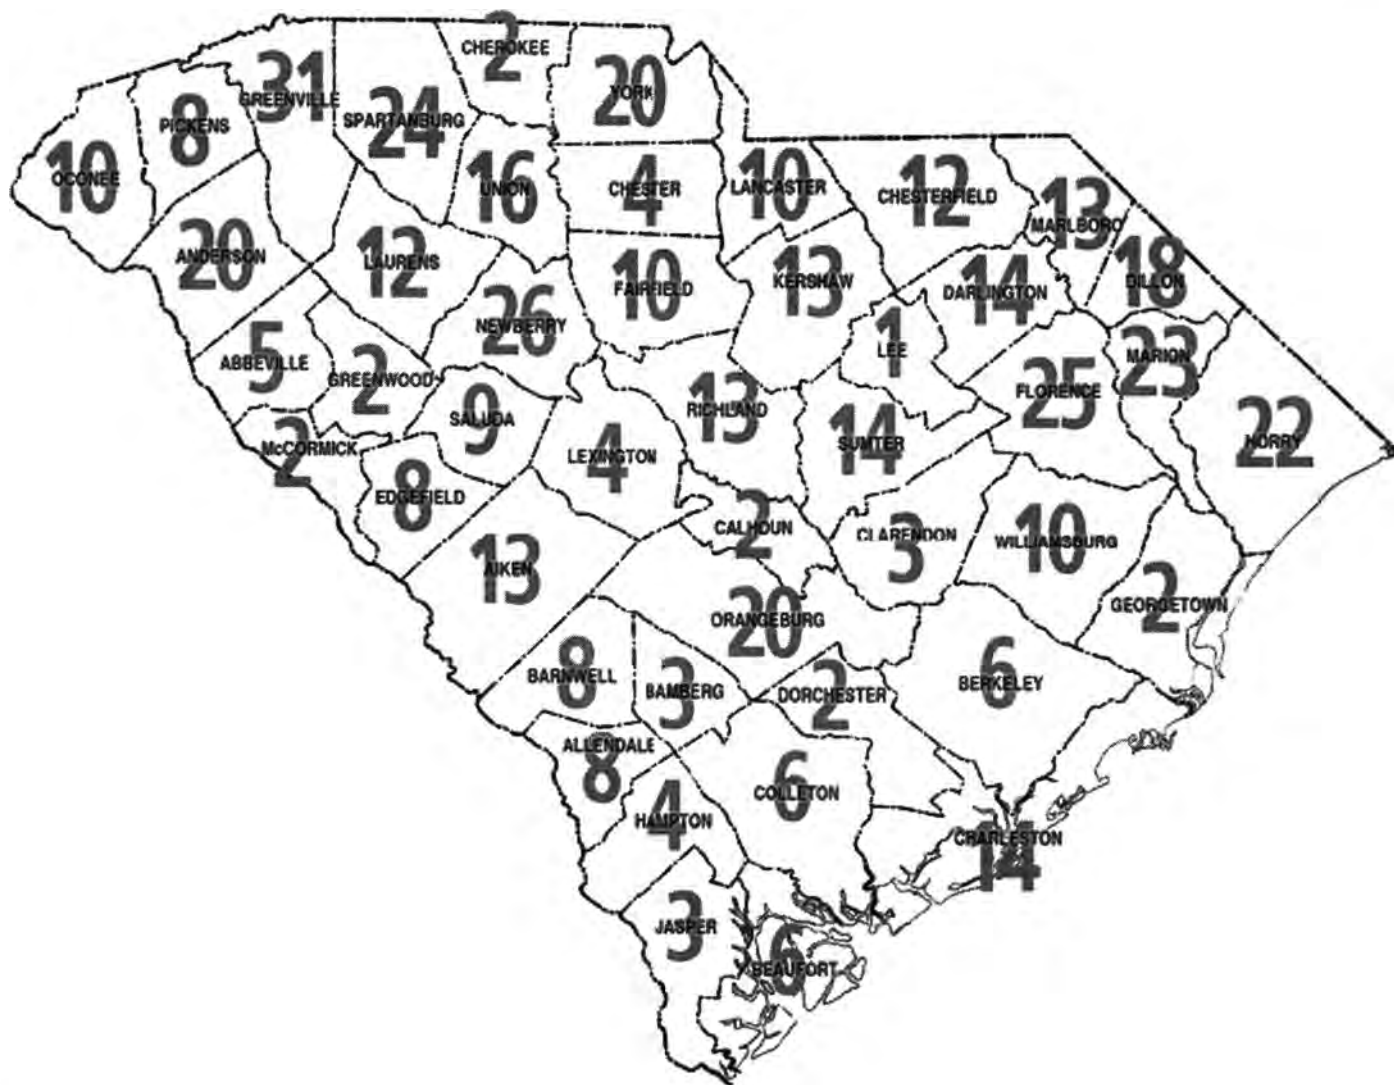 2
CHEROKEE
31
GREENVILLE
20
YORK
24
SPARTANBURG
8
PICKENS
10
OCONEE
16
UNION
4
CHESTER
10
LANCASTER
12
CHESTERFIELD
13
MARLBORO
20
ANDERSON
12
LAURENS
26
NEWBERRY
10
FAIRFIELD
13
KERSHAW
14
DARLINGTON
18
DILLON
5
ABBEVILLE
2
GREENWOOD
1
LEE
23
MARION
9
SALUDA
13
RICHLAND
25
FLORENCE
2
McCORMICK
4
LEXINGTON
14
SUMTER
22
HORRY
8
EDGEFIELD
13
AIKEN
2
CALHOUN
3
CLARENDON
10
WILLIAMSBURG
2
GEORGETOWN
20
ORANGEBURG
8
BARNWELL
3
BAMBERG
2
DORCHESTER
6
BERKELEY
8
ALLENDALE
4
HAMPTON
6
COLLETON
14
CHARLESTON
3
JASPER
6
BEAUFORT